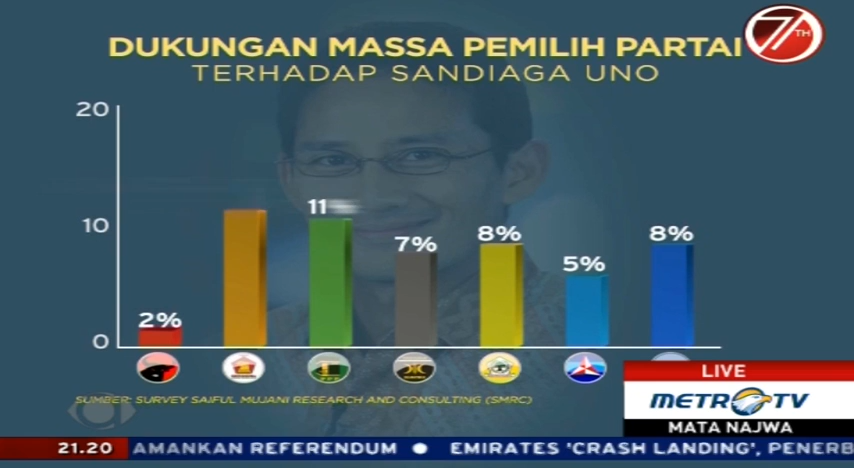 DUKUNGAN MASSA PEMILIH PARTAI
TERHADAP SANDIAGA UNO
71TH
20
10
0
2%
11
7%
8%
5%
8%
SUMBER: SURVEY SAIFUL MUJANI RESEARCH AND CONSULTING (SMRC)
LIVE
METRO TV
MATA NAJWA
21.20 AMANKAN REFERENDUM ● EMIRATES 'CRASH LANDING', PENERB